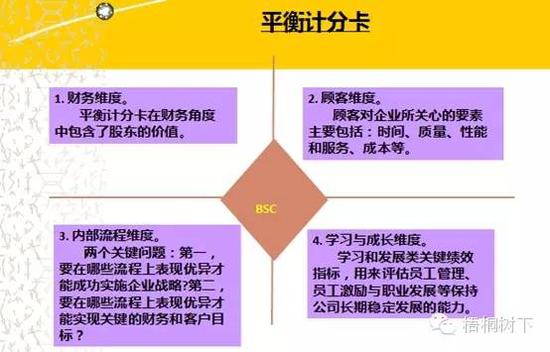 平衡计分卡
1. 财务维度。
平衡计分卡在财务角度
中包含了股东的价值。
2. 顾客维度。
顾客对企业所关心的要素
主要包括：时间、质量、性能
和服务、成本等。
BSC
3. 内部流程维度。
两个关键问题：第一，
要在哪些流程上表现优异才
能成功实施企业战略?第二，
要在哪些流程上表现优异才
能实现关键的财务和客户目
标？
4. 学习与成长维度。
学习和发展类关键绩效
指标，用来评估员工管理、
员工激励与职业发展等保持
公司长期稳定发展的能力。
梧桐树下